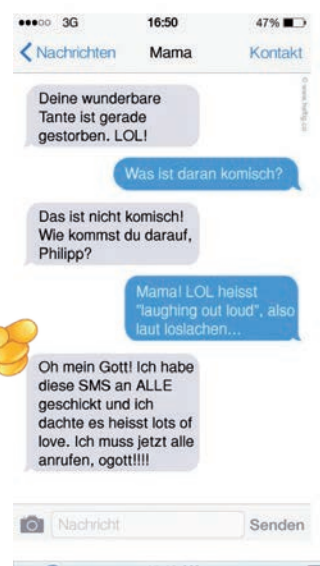 3G 16:50 47%
Nachrichten Mama Kontakt
Deine wunderbare
Tante ist gerade
gestorben. LOL!
Was ist daran komisch?
Das ist nicht komisch!
Wie kommst du darauf,
Philipp?
Mama! LOL heisst
"laughing out loud", also
laut loslachen...
Oh mein Gott! Ich habe
diese SMS an ALLE
geschickt und ich
dachte es heisst lots of
love. Ich muss jetzt alle
anrufen, ogott!!!!
Nachricht Senden